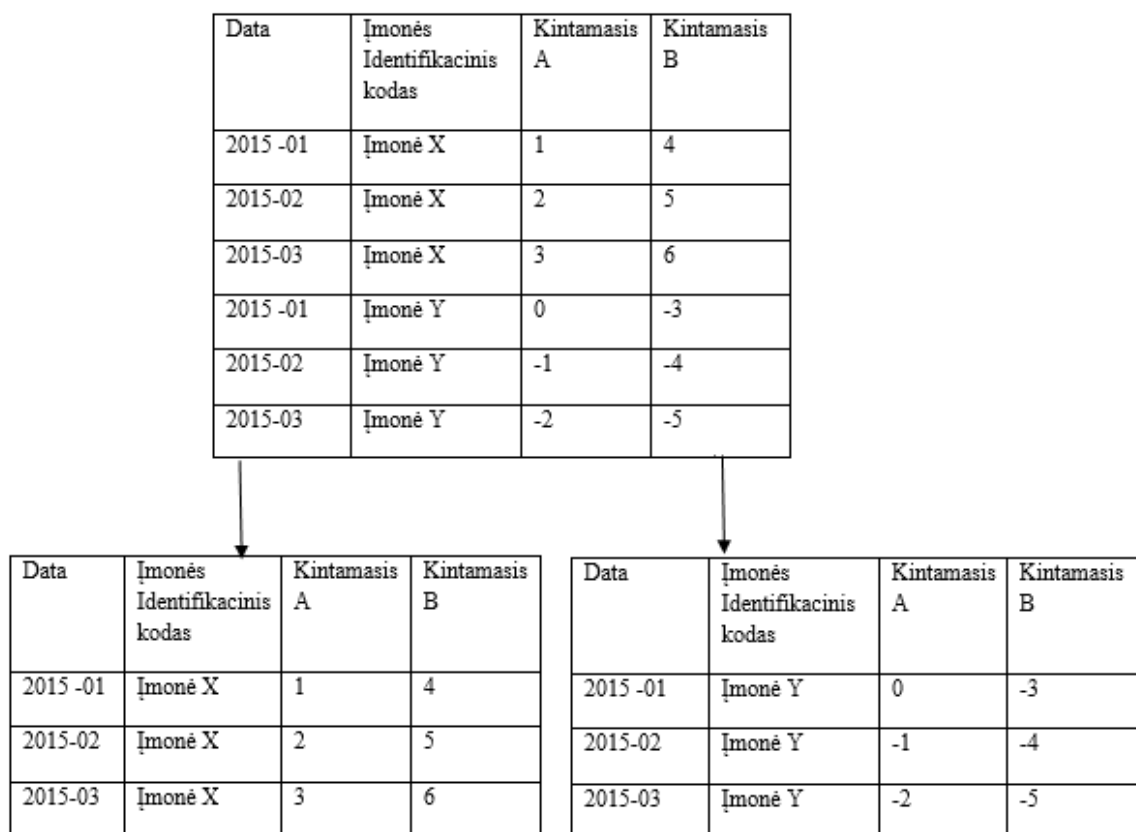 Data Įmonės Kintamasis Kintamasis
Identifikacinis A B
kodas
2015 -01 Įmonė X 1 4
2015-02 Įmonė X 2 5
2015-03 Įmonė X 3 6
2015 -01 Įmonė Y 0 -3
2015-02 Įmonė Y -1 -4
2015-03 Įmonė Y -2 -5
Data Įmonės Kintamasis Kintamasis
Identifikacinis A B
kodas
2015 -01 Įmonė X 1 4
2015-02 Įmonė X 2 5
2015-03 Įmonė X 3 6
Data Įmonės Kintamasis Kintamasis
Identifikacinis A B
kodas
2015 -01 Įmonė Y 0 -3
2015-02 Įmonė Y -1 -4
2015-03 Įmonė Y -2 -5